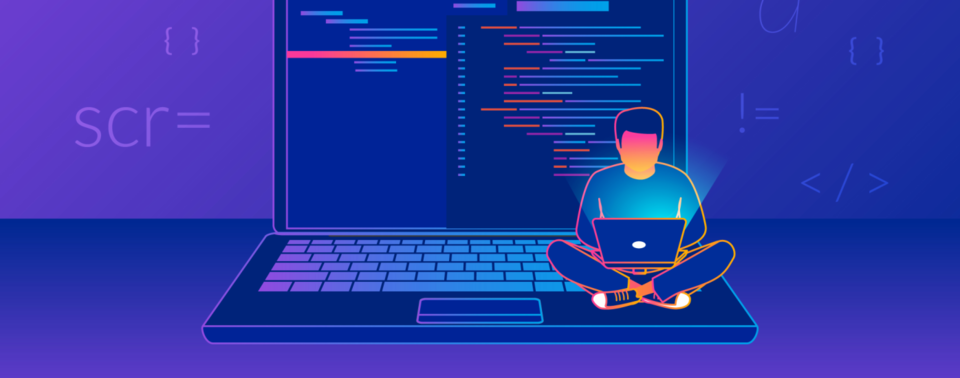 { }
scr=
{ }
!=
< / >